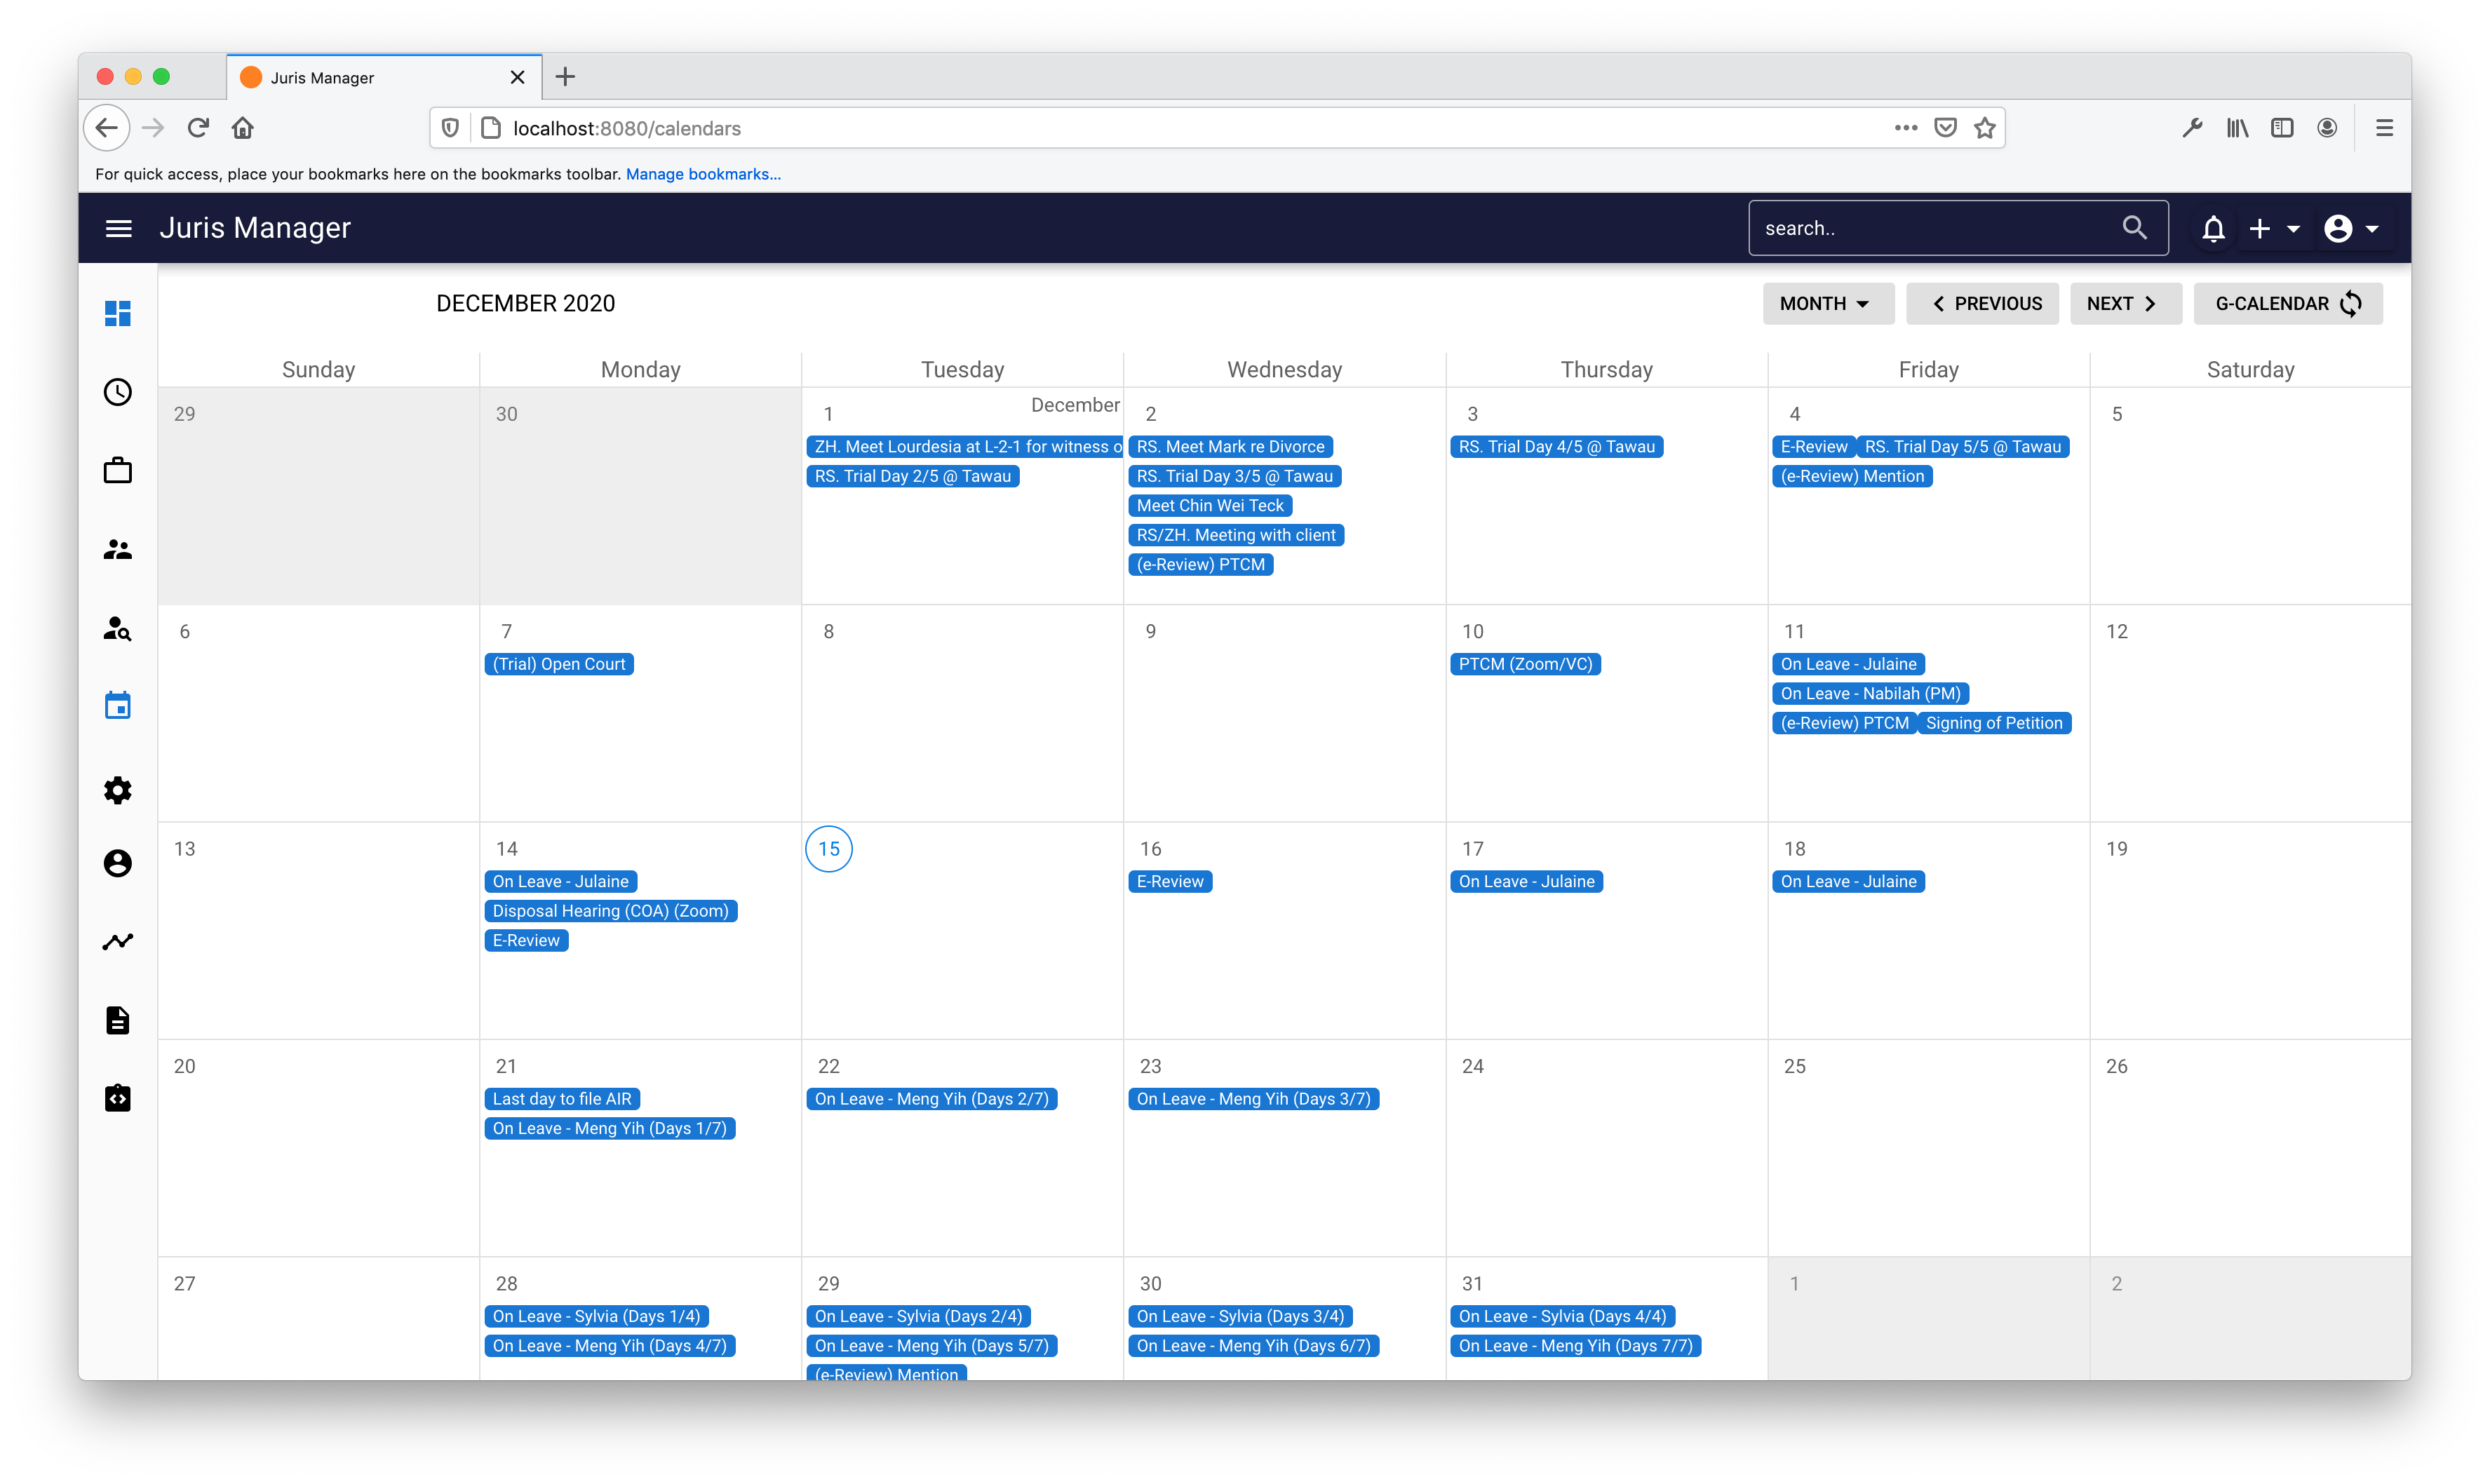 Juris Manager
localhost:8080/calendars
For quick access, place your bookmarks here on the bookmarks toolbar. Manage bookmarks...
Juris Manager
search..
DECEMBER 2020
MONTH
PREVIOUS
NEXT
G-CALENDAR
Sunday Monday Tuesday Wednesday Thursday Friday Saturday
29
30
1 December
ZH. Meet Lourdesia at L-2-1 for witness o
RS. Trial Day 2/5 @ Tawau
2
RS. Meet Mark re Divorce
RS. Trial Day 3/5 @ Tawau
Meet Chin Wei Teck
RS/ZH. Meeting with client
(e-Review) PTCM
3
RS. Trial Day 4/5 @ Tawau
4
E-Review RS. Trial Day 5/5 @ Tawau
(e-Review) Mention
5
6
7
(Trial) Open Court
8
9
10
PTCM (Zoom/VC)
11
On Leave - Julaine
On Leave - Nabilah (PM)
(e-Review) PTCM Signing of Petition
12
13
14
On Leave - Julaine
Disposal Hearing (COA) (Zoom)
E-Review
15
16
E-Review
17
On Leave - Julaine
18
On Leave - Julaine
19
20
21
Last day to file AIR
On Leave - Meng Yih (Days 1/7)
22
On Leave - Meng Yih (Days 2/7)
23
On Leave - Meng Yih (Days 3/7)
24
25
26
27
28
On Leave - Sylvia (Days 1/4)
On Leave - Meng Yih (Days 4/7)
29
On Leave - Sylvia (Days 2/4)
On Leave - Meng Yih (Days 5/7)
(e-Review) Mention
30
On Leave - Sylvia (Days 3/4)
On Leave - Meng Yih (Days 6/7)
31
On Leave - Sylvia (Days 4/4)
On Leave - Meng Yih (Days 7/7)
1
2